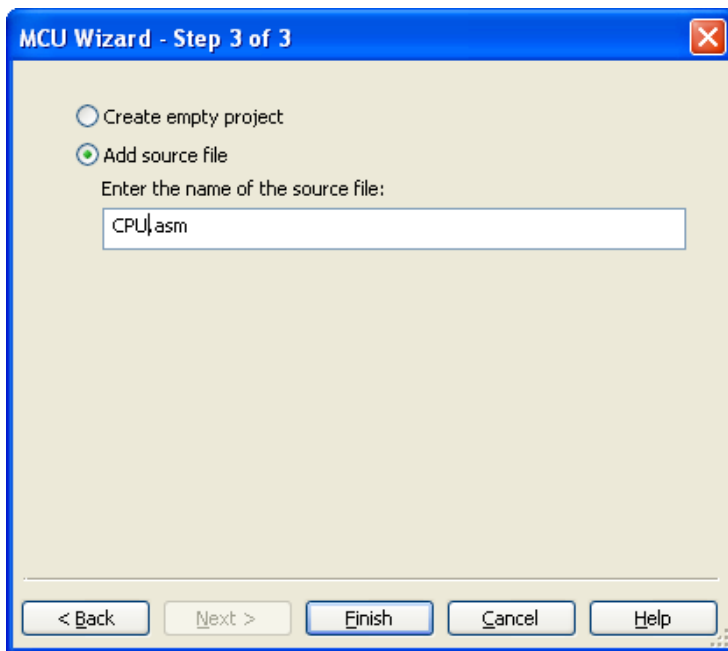 MCU Wizard - Step 3 of 3
Create empty project
Add source file
Enter the name of the source file:
CPU.asm
< Back Next > Finish Cancel Help